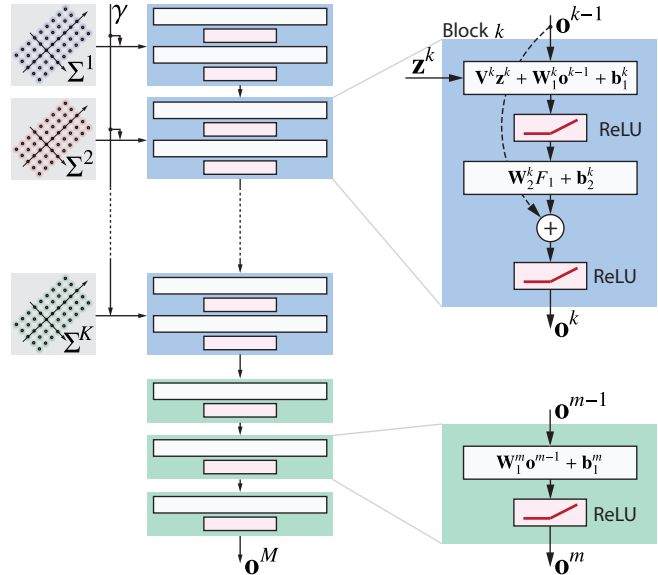 γ
Σ¹
Σ²
Σᴷ
𝐨ᴹ
Block k
𝐨ᵏ⁻¹
𝐳ᵏ
𝐕ᵏ𝐳ᵏ + 𝐖₁ᵏ𝐨ᵏ⁻¹ + 𝐛₁ᵏ
ReLU
𝐖₂ᵏF₁ + 𝐛₂ᵏ
+
ReLU
𝐨ᵏ
𝐨ᵐ⁻¹
𝐖₁ᵐ𝐨ᵐ⁻¹ + 𝐛₁ᵐ
ReLU
𝐨ᵐ